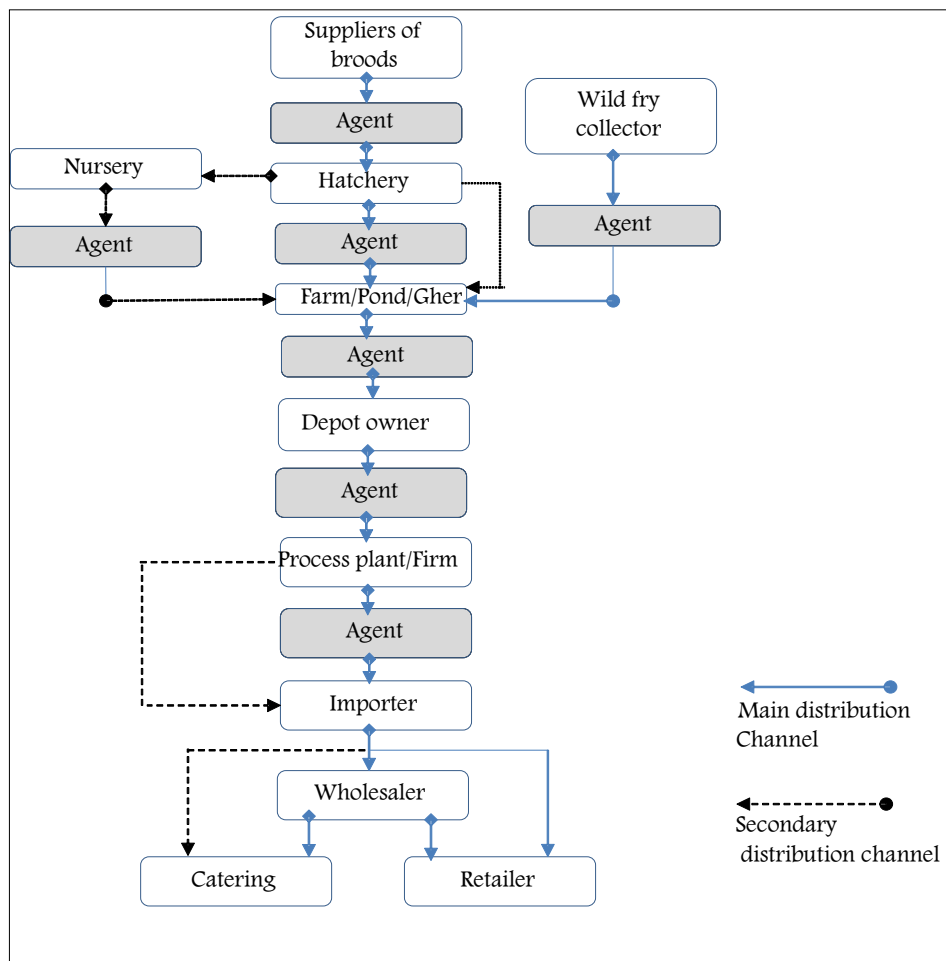 Suppliers of
broods
Agent
Wild fry
collector
Nursery
Hatchery
Agent
Agent
Agent
Farm/Pond/Gher
Agent
Depot owner
Agent
Process plant/Firm
Agent
Importer
Main distribution
Channel
Wholesaler
Secondary
distribution channel
Catering
Retailer